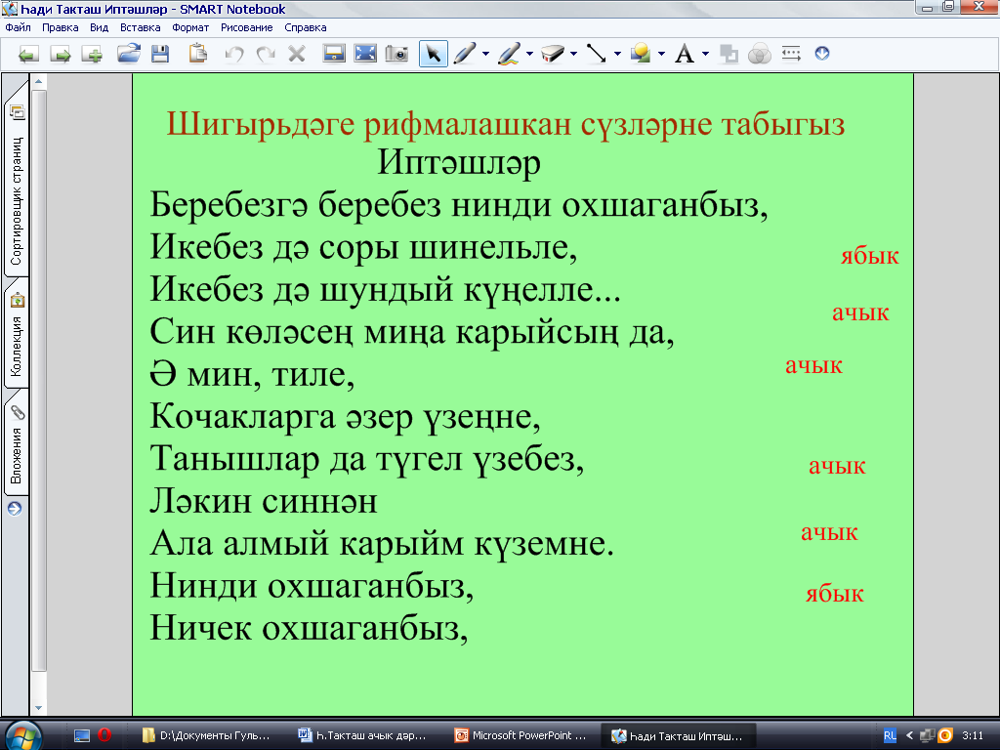 Һади Такташ Иптәшләр - SMART Notebook
Файл Правка Вид Вставка Формат Рисование Справка
Сортировщик страниц
Коллекция
Вложения
Шигырьдәге рифмалашкан сүзләрне табыгыз
Иптәшләр
Беребезгә беребез нинди охшаганбыз,
Икебез дә соры шинельле,
ябык
Икебез дә шундый күңелле...
ачык
Син көләсең миңа карыйсың да,
Ә мин, тиле,
ачык
Кочакларга әзер үзеңне,
Танышлар да түгел үзебез,
ачык
Ләкин синнән
Ала алмый карыйм күземне.
ачык
Нинди охшаганбыз,
ябык
Ничек охшаганбыз,
D:\Документы Гуль...
Һ.Такташ ачык дәр...
Microsoft PowerPoint ...
Һади Такташ Иптәш...
RL
3:11